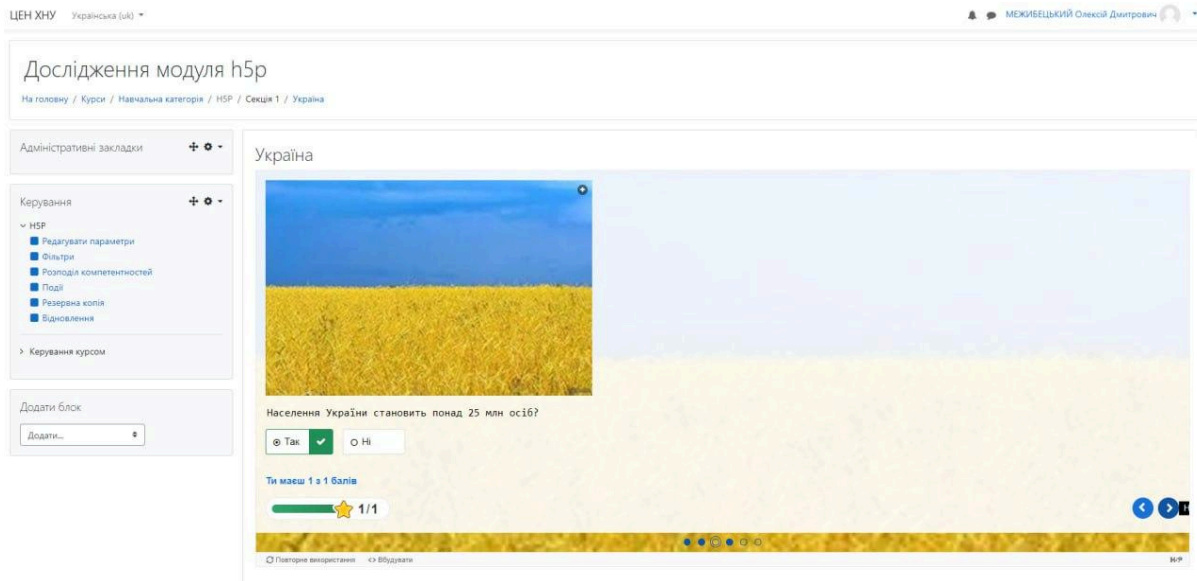 ЦЕН ХНУ Українська (uk) МЕЖИБЕЦЬКИЙ Олексій Дмитрович
Дослідження модуля h5p
На головну / Курси / Навчальна категорія / H5P / Секція 1 / Україна
Адміністративні закладки
Керування
H5P
Редагувати параметри
Фільтри
Розподіл компетентностей
Події
Резервна копія
Відновлення
Керування курсом
Додати блок
Додати...
Україна
Населення України становить понад 25 млн осіб?
Так Ні
Ти маєш 1 з 1 балів
1/1
Повторне використання <> Вбудувати H5P